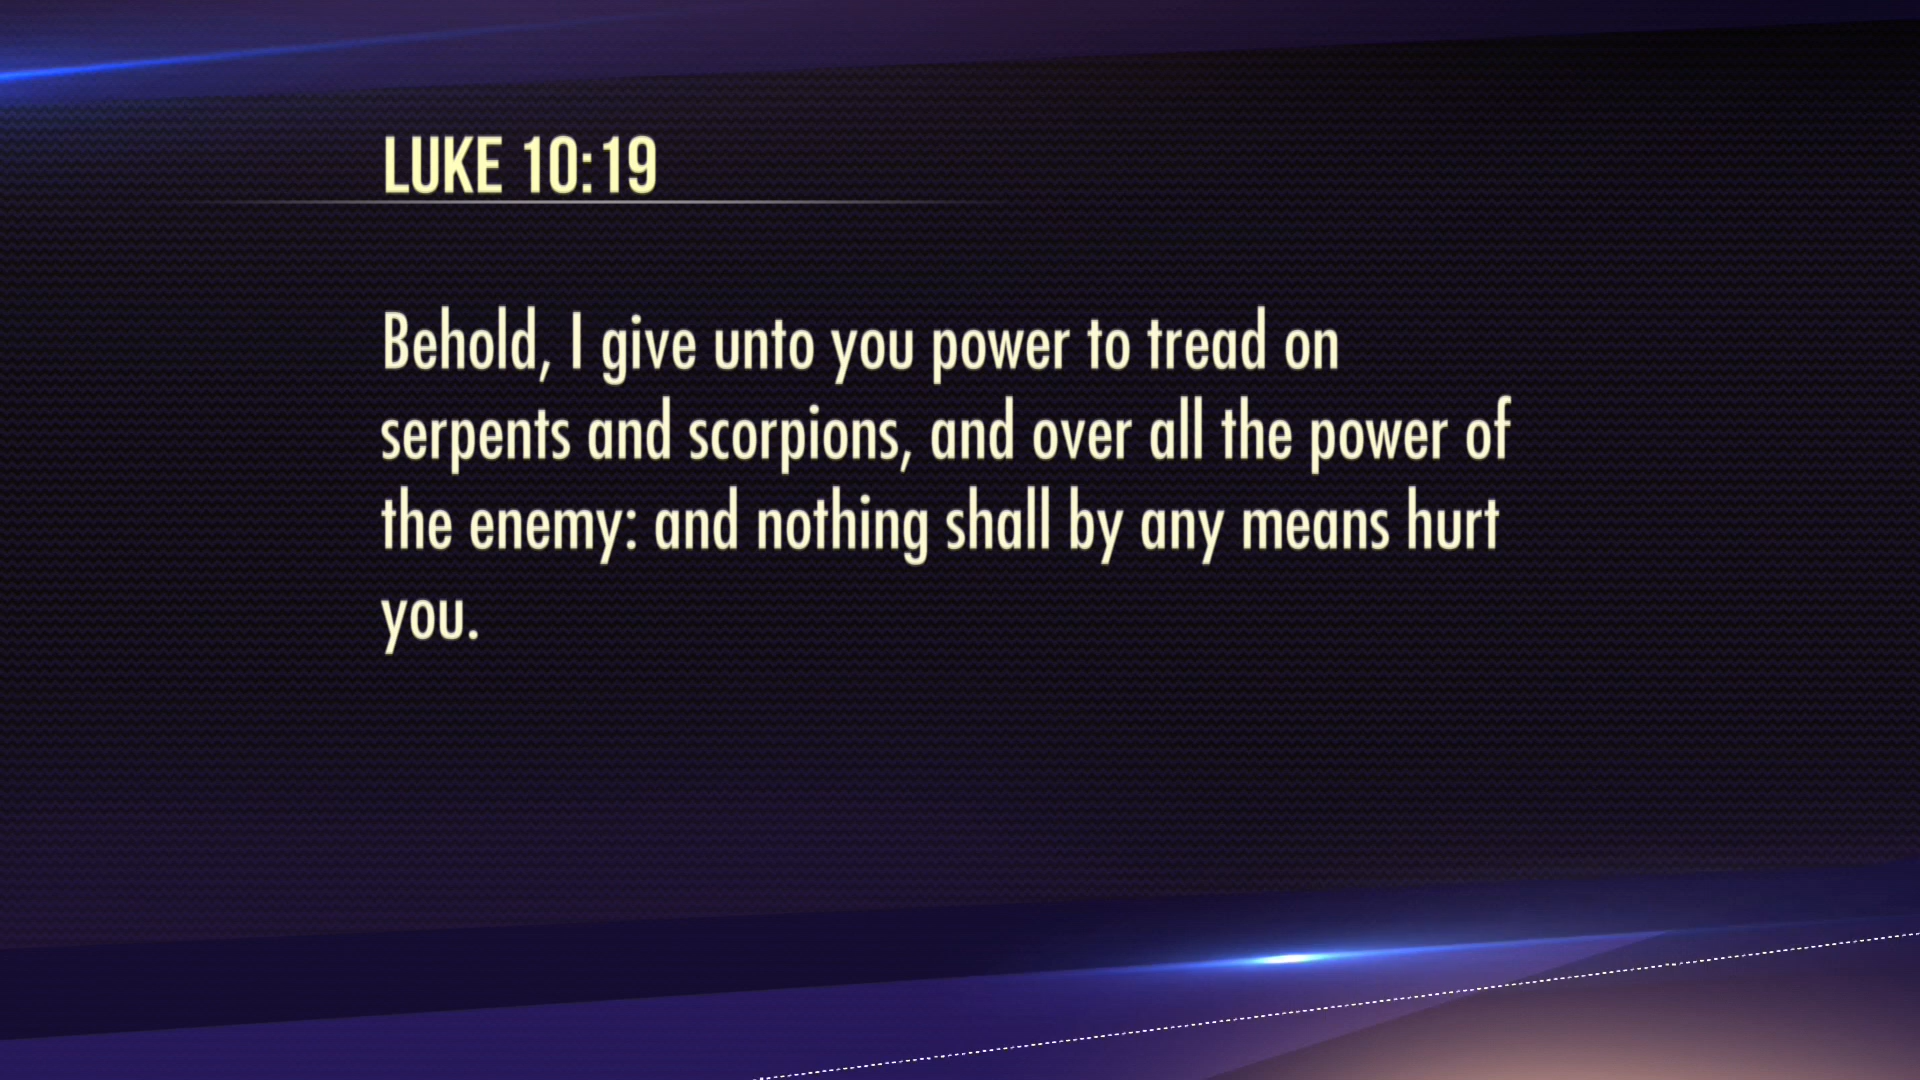 LUKE 10:19
Behold, I give unto you power to tread on
serpents and scorpions, and over all the power of
the enemy: and nothing shall by any means hurt
you.